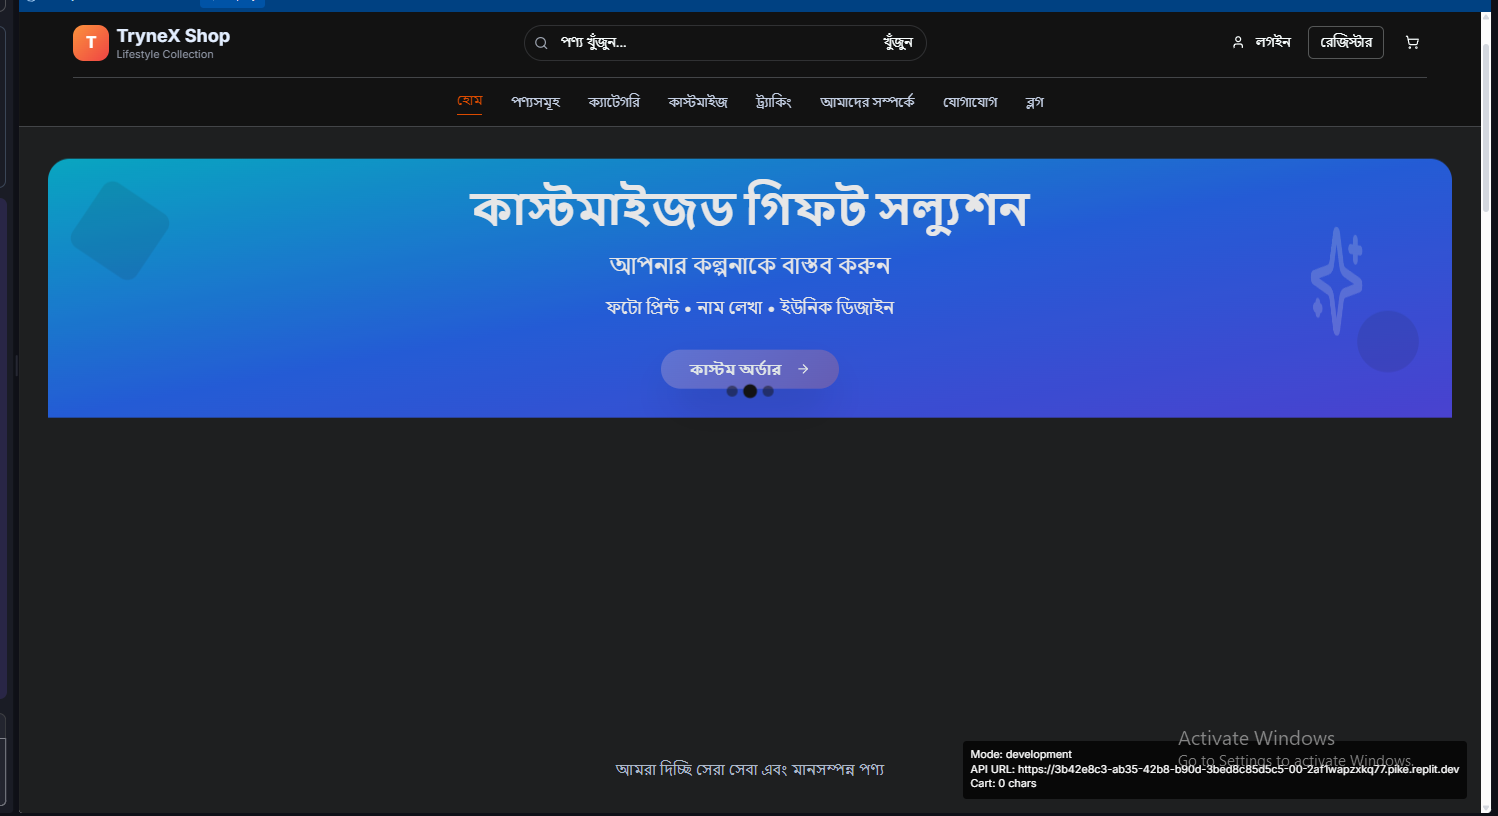 T
TryneX Shop
Lifestyle Collection
পণ্য খুঁজুন...
খুঁজুন
লগইন
রেজিস্টার
হোম
পণ্যসমূহ
ক্যাটেগরি
কাস্টমাইজ
ট্র্যাকিং
আমাদের সম্পর্কে
যোগাযোগ
ব্লগ
কাস্টমাইজড গিফট সল্যুশন
আপনার কল্পনাকে বাস্তব করুন
ফটো প্রিন্ট • নাম লেখা • ইউনিক ডিজাইন
কাস্টম অর্ডার →
আমরা দিচ্ছি সেরা সেবা এবং মানসম্পন্ন পণ্য
Activate Windows
Go to Settings to activate Windows.
Mode: development
API URL: https://3b42e8c3-ab35-42b8-b90d-3bed8c85d5c5-00-2af1wapzxkq77.pike.replit.dev
Cart: 0 chars